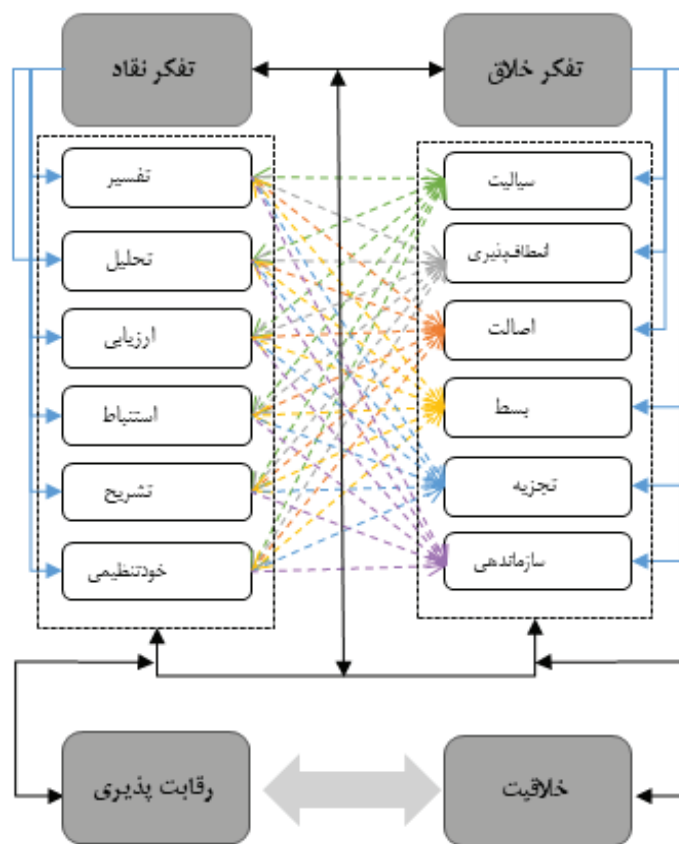 تفکر خلاق
تفکر نقاد
سیالیت
انعطاف‌پذیری
اصالت
بسط
تجزیه
سازماندهی
تفسیر
تحلیل
ارزیابی
استنباط
تشریح
خودتنظیمی
خلاقیت
رقابت پذیری